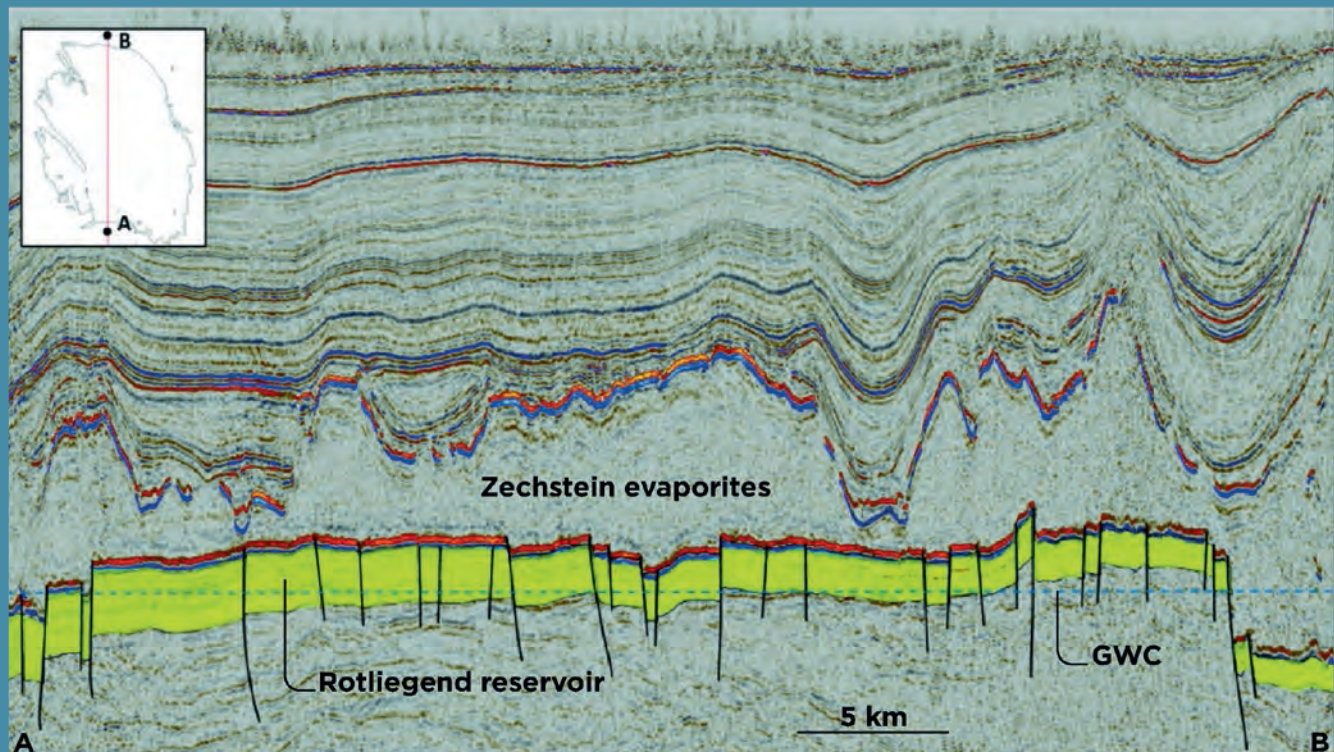 B
A
Zechstein evaporites
Rotliegend reservoir
GWC
5 km
A
B